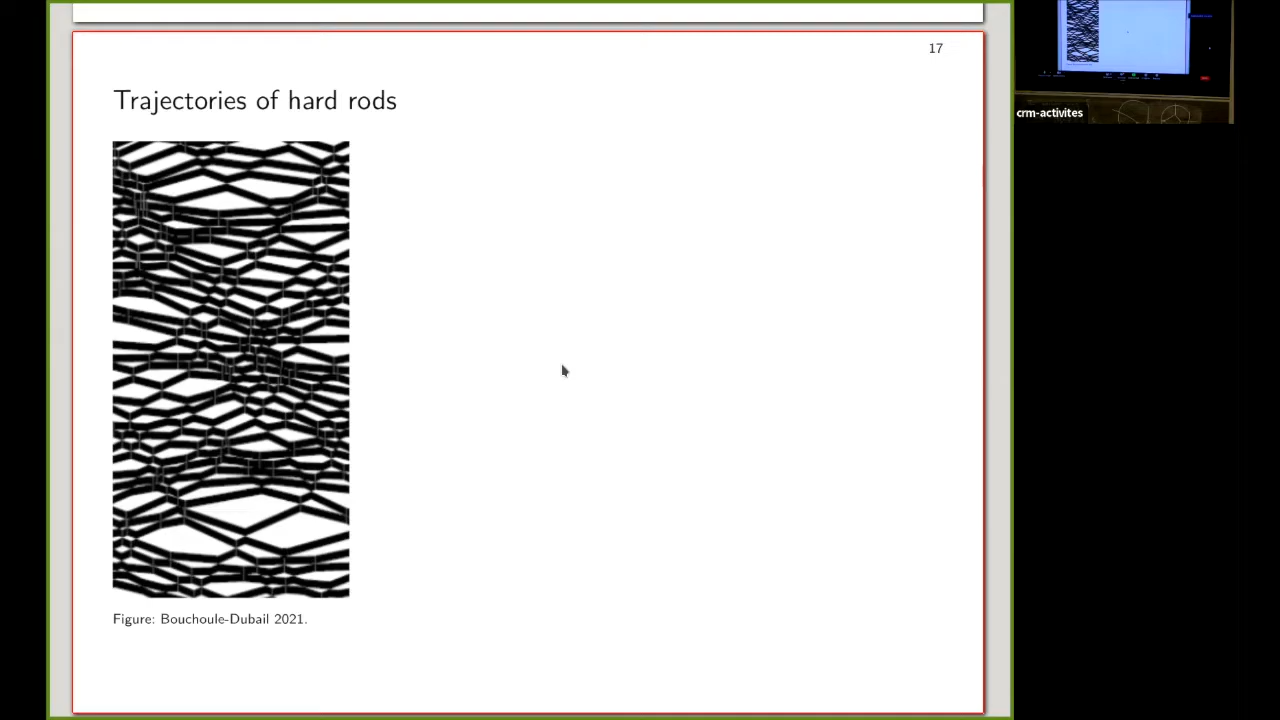 17
Trajectories of hard rods
Figure: Bouchoule-Dubail 2021.
crm-activites